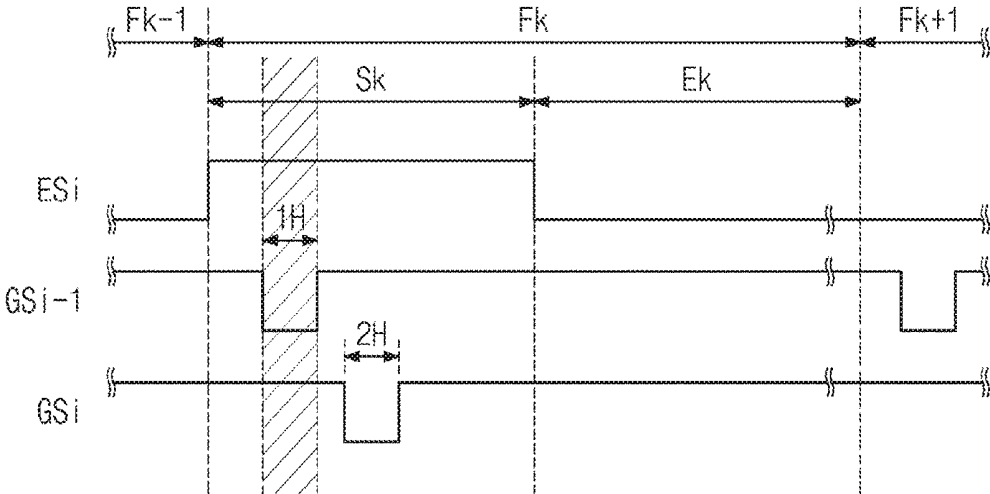 Fk-1 Fk Fk+1
Sk Ek
ESi
1H
GSi-1
2H
GSi